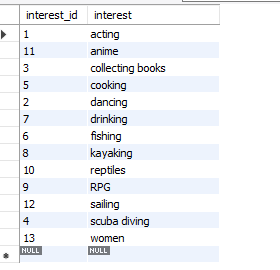 interest_id interest
1 acting
11 anime
3 collecting books
5 cooking
2 dancing
7 drinking
6 fishing
8 kayaking
10 reptiles
9 RPG
12 sailing
4 scuba diving
13 women
NULL NULL